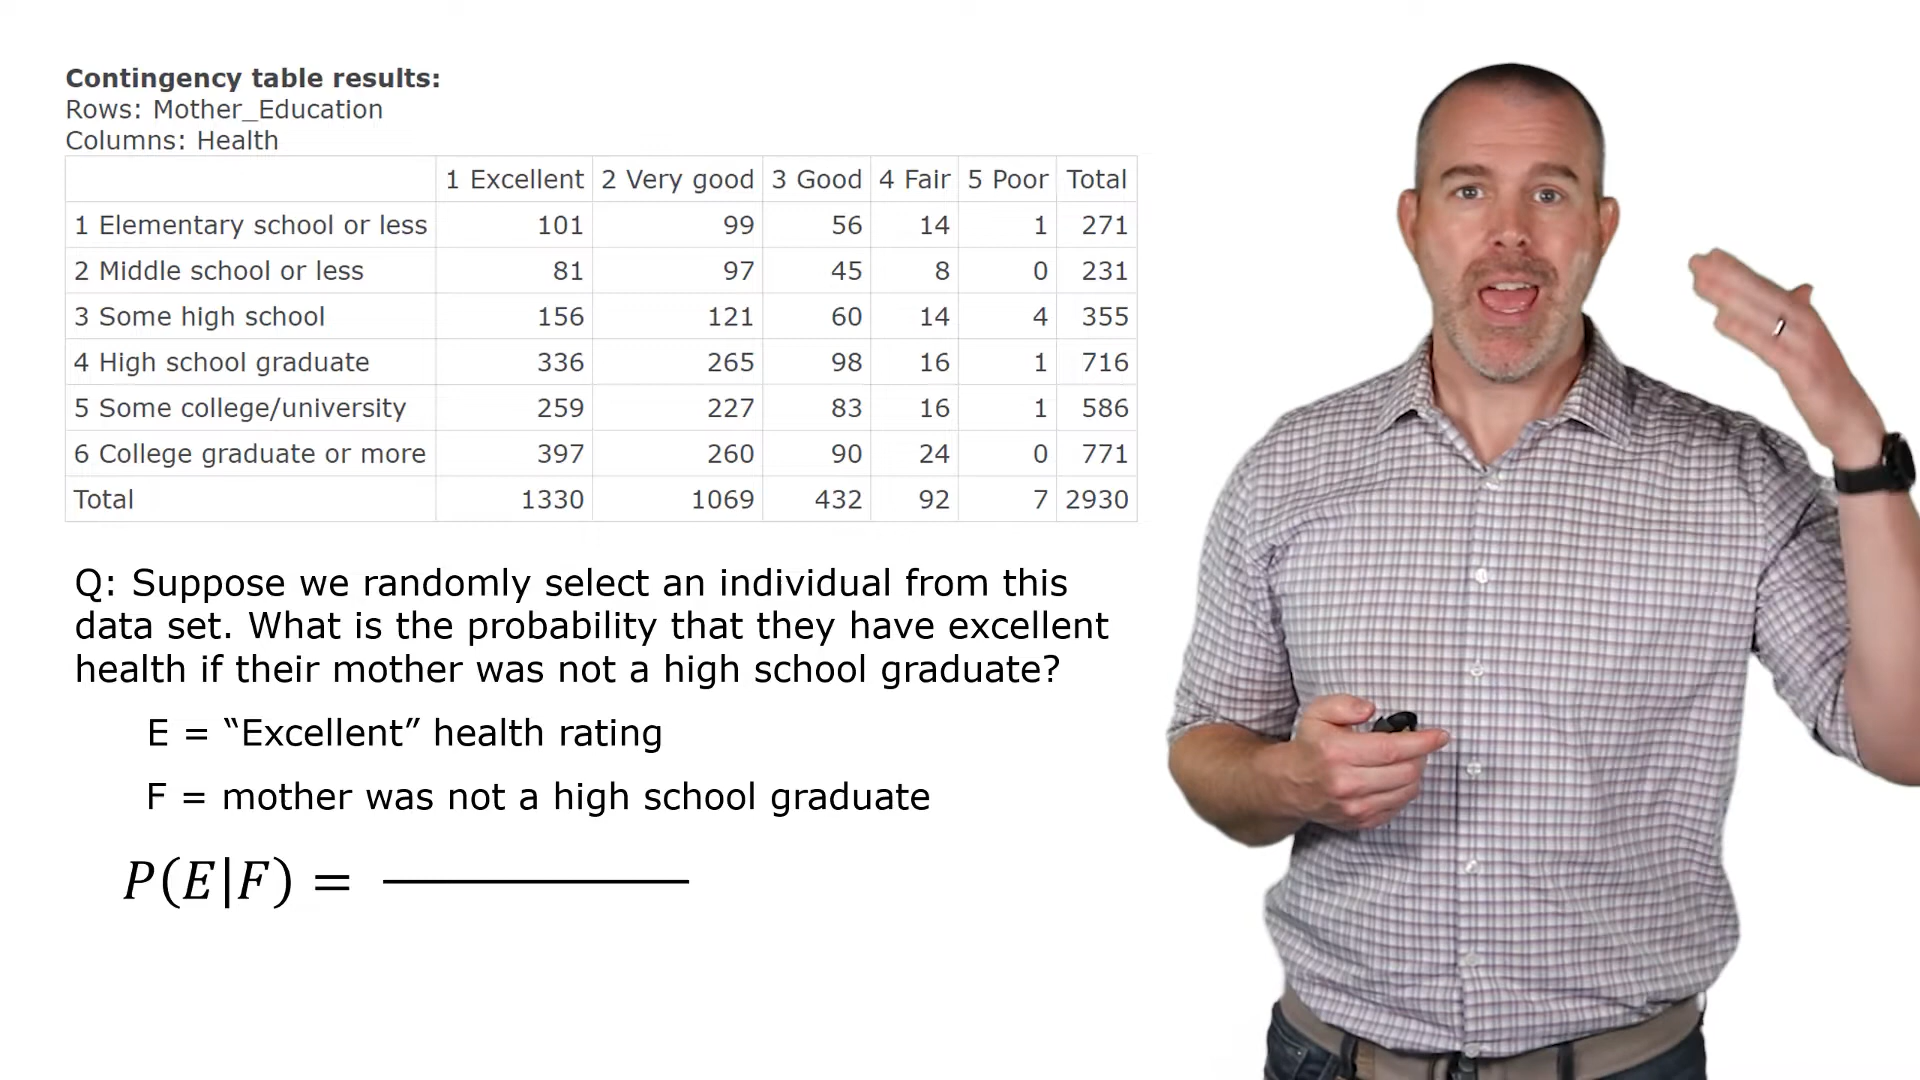 Contingency table results:
Rows: Mother_Education
Columns: Health
1 Excellent 2 Very good 3 Good 4 Fair 5 Poor Total
1 Elementary school or less 101 99 56 14 1 271
2 Middle school or less 81 97 45 8 0 231
3 Some high school 156 121 60 14 4 355
4 High school graduate 336 265 98 16 1 716
5 Some college/university 259 227 83 16 1 586
6 College graduate or more 397 260 90 24 0 771
Total 1330 1069 432 92 7 2930
Q: Suppose we randomly select an individual from this
data set. What is the probability that they have excellent
health if their mother was not a high school graduate?
E = “Excellent” health rating
F = mother was not a high school graduate
P(E|F) =